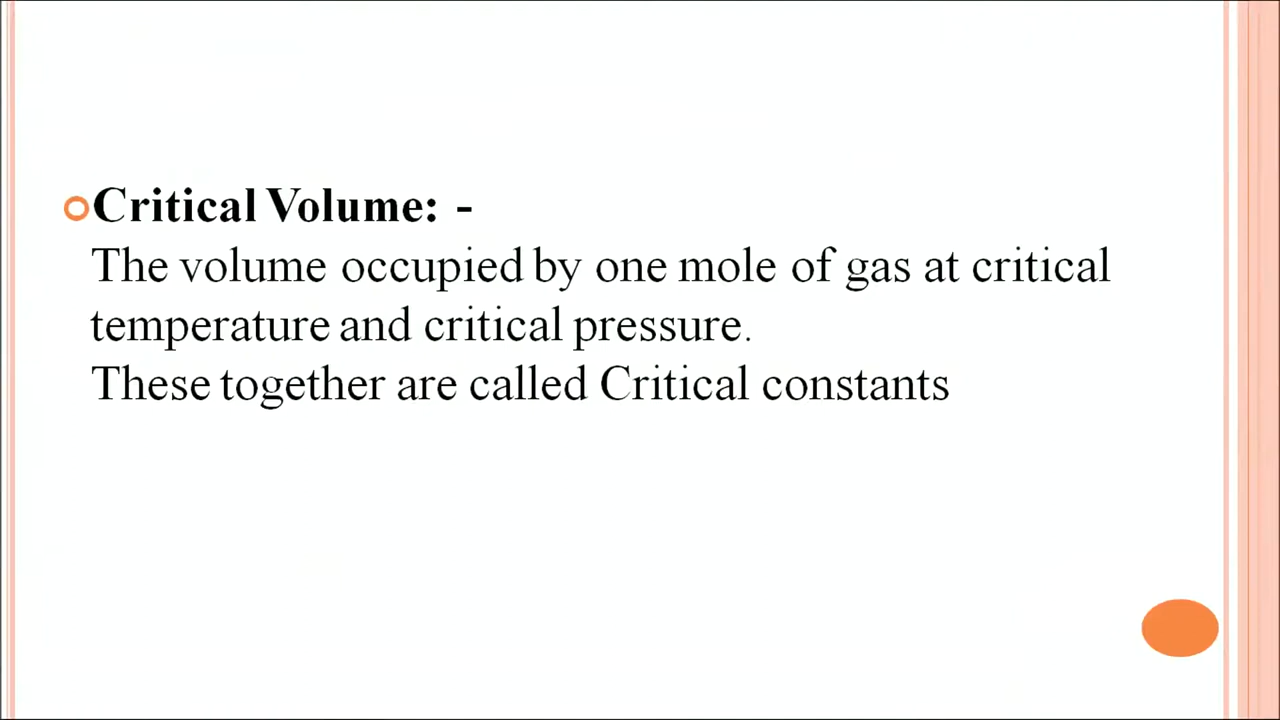 Critical Volume: -
The volume occupied by one mole of gas at critical
temperature and critical pressure.
These together are called Critical constants